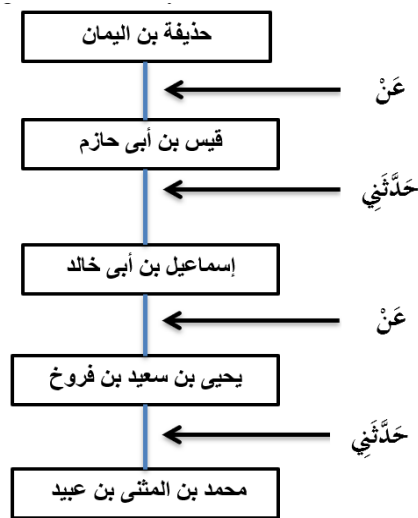 حذيفة بن اليمان
عَنْ
قيس بن أبى حازم
حَدَّثَنِي
إسماعيل بن أبى خالد
عَنْ
يحيى بن سعيد بن فروخ
حَدَّثَنِي
محمد بن المثنى بن عبيد